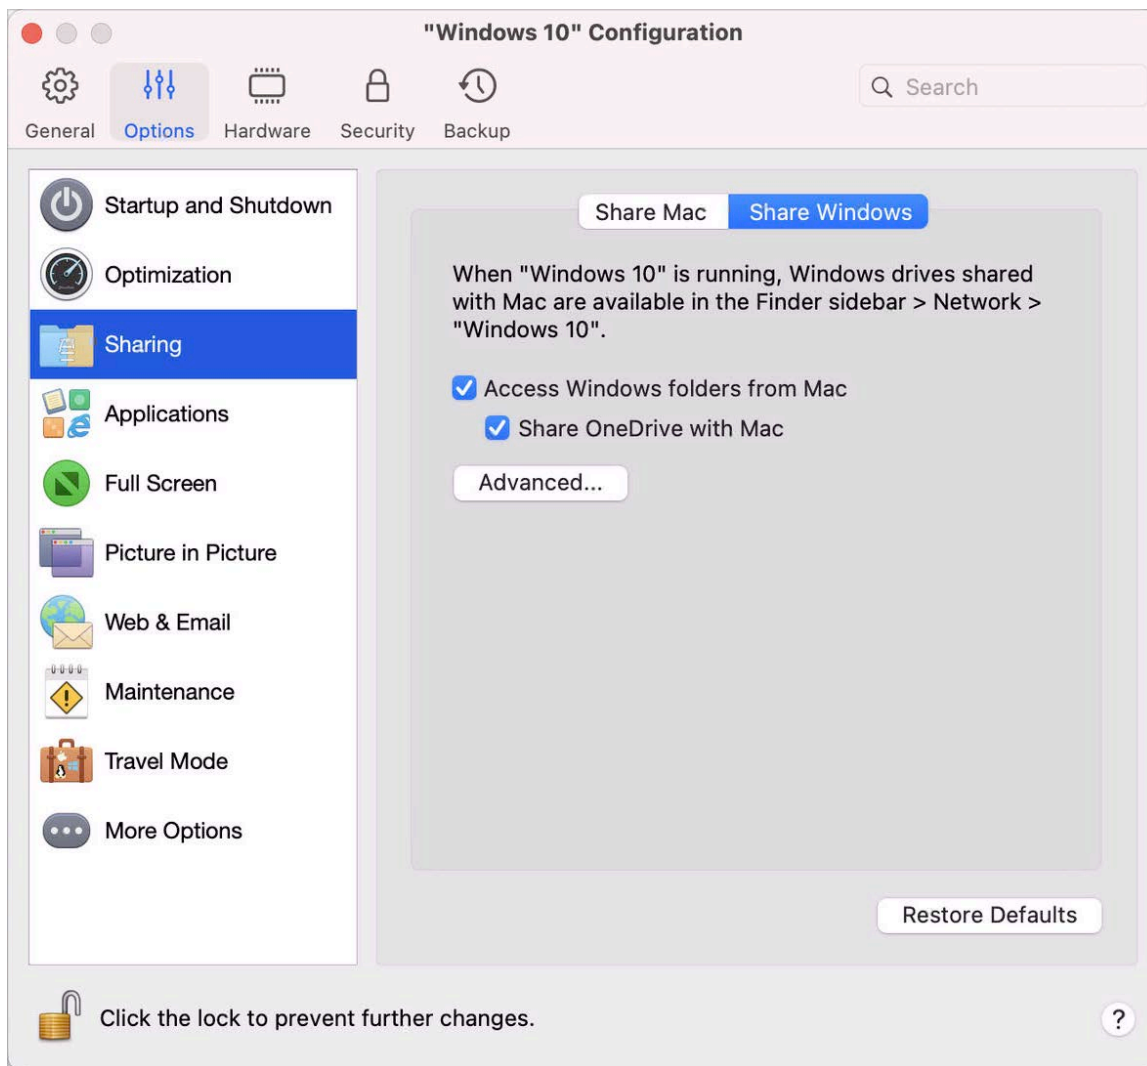 "Windows 10" Configuration
General
Options
Hardware
Security
Backup
Search
Startup and Shutdown
Optimization
Sharing
Applications
Full Screen
Picture in Picture
Web & Email
Maintenance
Travel Mode
More Options
Share Mac
Share Windows
When "Windows 10" is running, Windows drives shared
with Mac are available in the Finder sidebar > Network >
"Windows 10".
Access Windows folders from Mac
Share OneDrive with Mac
Advanced...
Restore Defaults
Click the lock to prevent further changes.
?